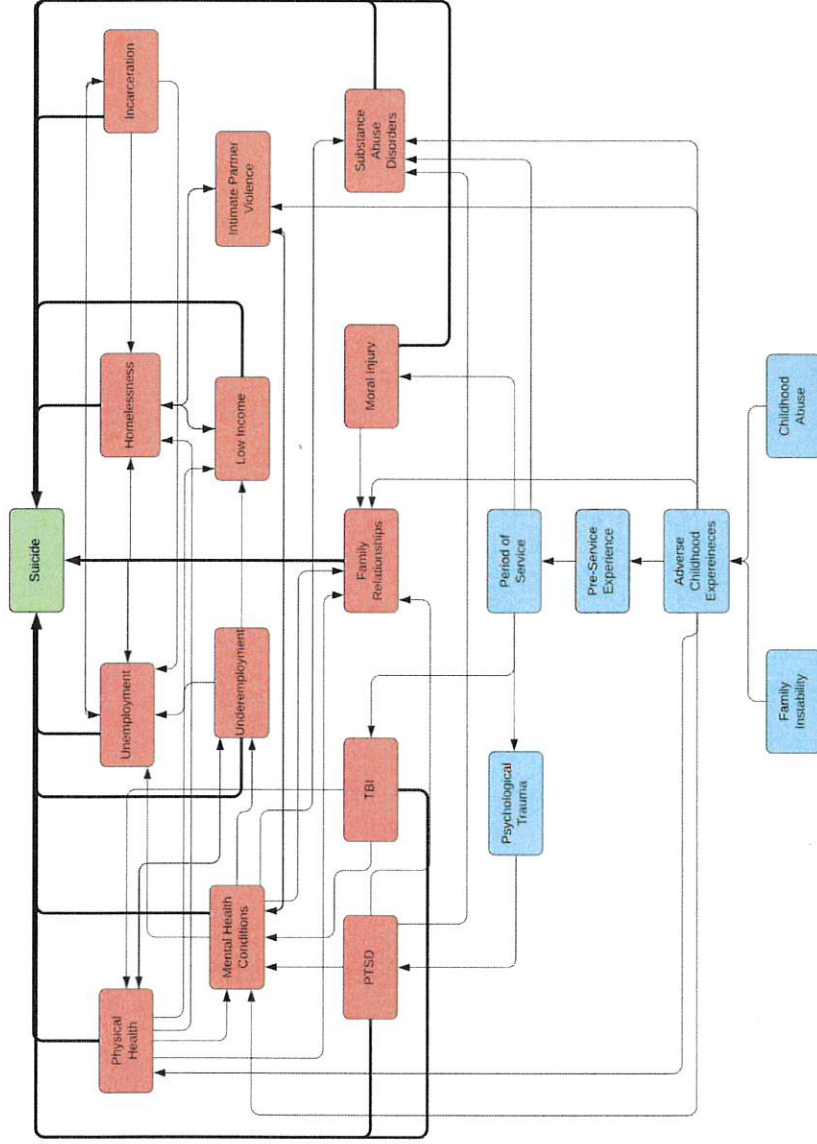 Suicide
Physical
Health
Unemployment
Homelessness
Incarceration
Mental Health
Conditions
Underemployment
Low Income
Intimate Partner
Violence
PTSD
TBI
Family
Relationships
Moral Injury
Substance
Abuse
Disorders
Psychological
Trauma
Period of
Service
Pre-Service
Experience
Adverse
Childhood
Expereineces
Family
Instability
Childhood
Abuse